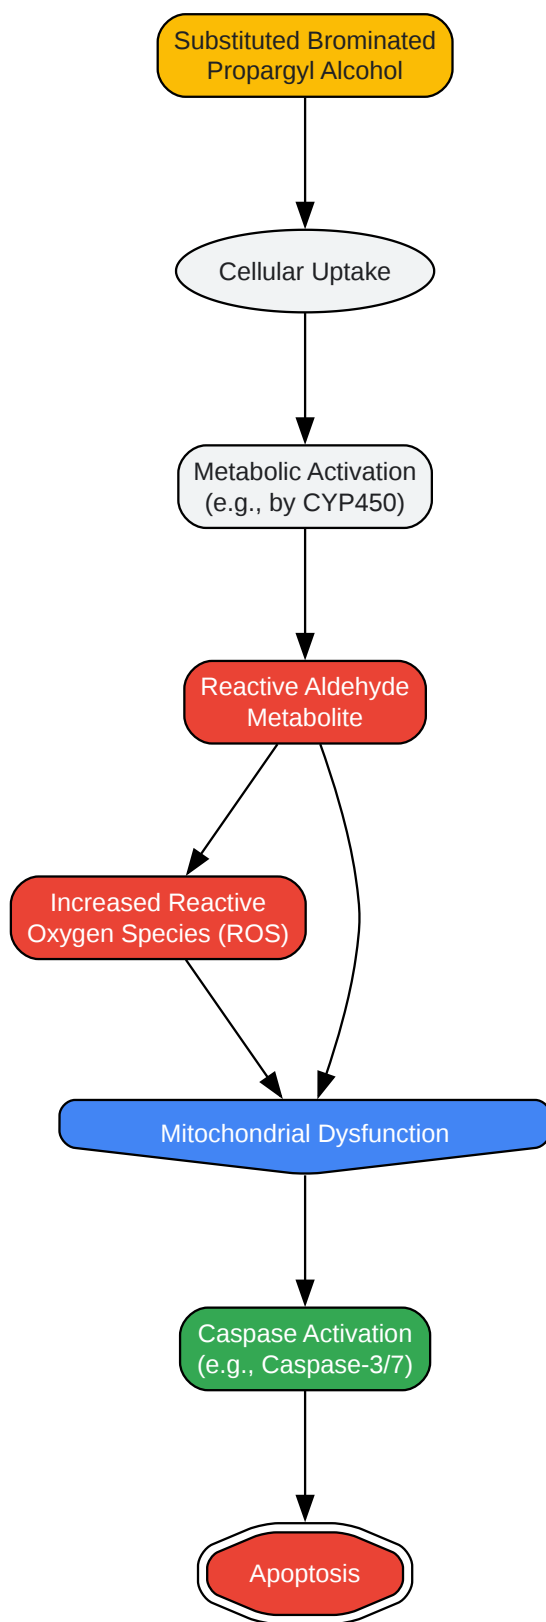 Substituted Brominated
Propargyl Alcohol
Cellular Uptake
Metabolic Activation
(e.g., by CYP450)
Reactive Aldehyde
Metabolite
Increased Reactive
Oxygen Species (ROS)
Mitochondrial Dysfunction
Caspase Activation
(e.g., Caspase-3/7)
Apoptosis